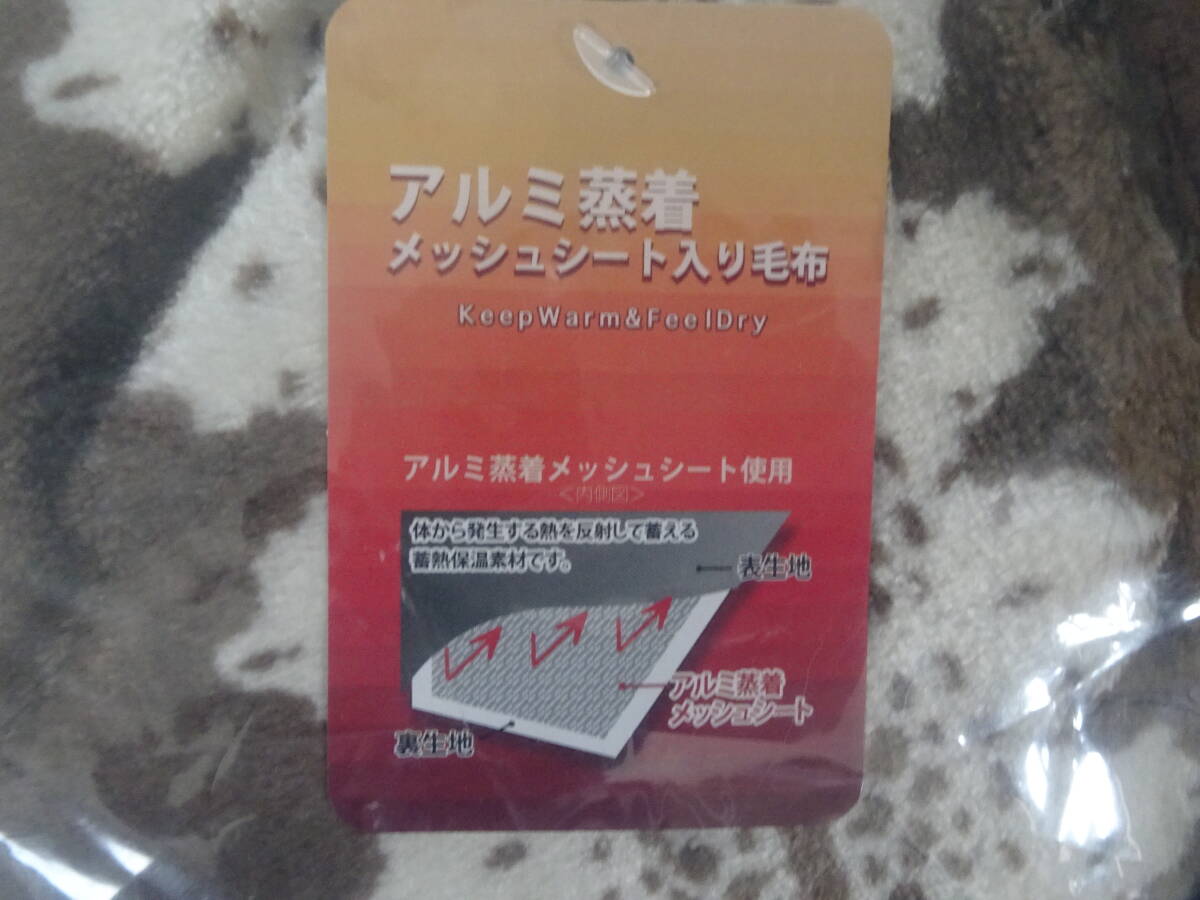 アルミ蒸着
メッシュシート入り毛布
KeepWarm&FeelDry
アルミ蒸着メッシュシート使用
<内側図>
体から発生する熱を反射して蓄える
蓄熱保温素材です。
表生地
アルミ蒸着
メッシュシート
裏生地